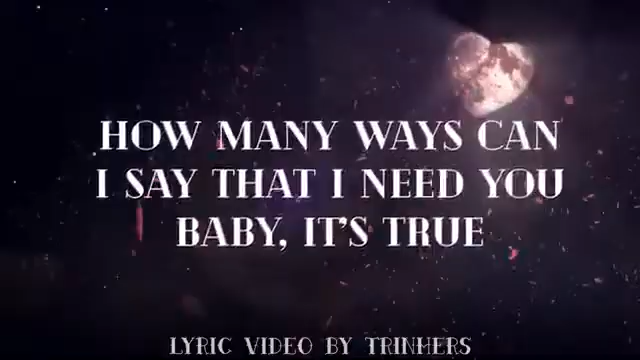 HOW MANY WAYS CAN
I SAY THAT I NEED YOU
BABY, IT'S TRUE
LYRIC VIDEO BY TRINHERS